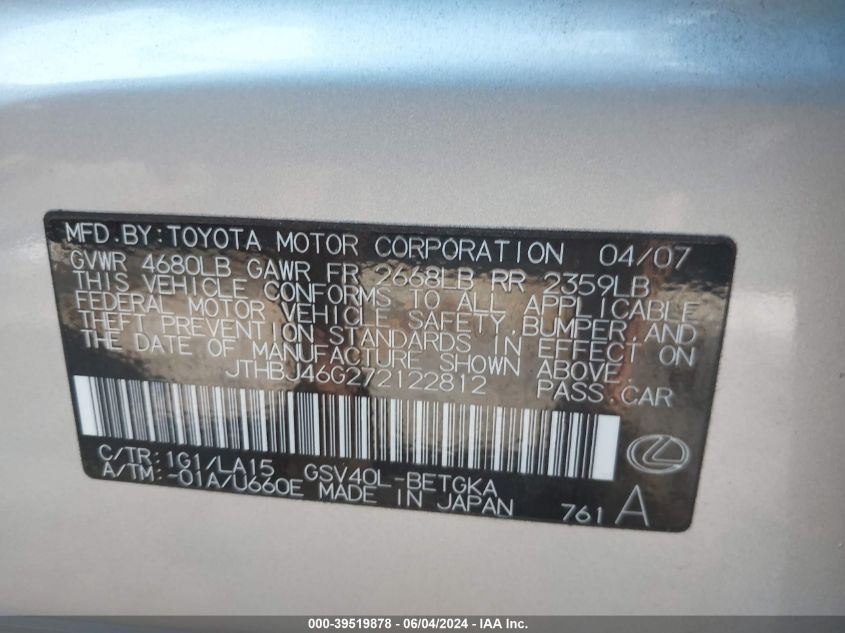 MFD.BY:TOYOTA MOTOR CORPORATION 04/07
GVWR 4680LB GAWR FR 2668LB RR 2359LB
THIS VEHICLE CONFORMS TO ALL APPLICABLE
FEDERAL MOTOR VEHICLE SAFETY,BUMPER AND
THEFT PREVENTION STANDARDS IN EFFECT ON
THE DATE OF MANUFACTURE SHOWN ABOVE.
JTHBJ46G272122812 PASS.CAR
C/TR:1G1/LA15 GSV40L-BETGKA
A/TM:-01A/U660E MADE IN JAPAN 761 A
000-39519878 - 06/04/2024 - IAA Inc.